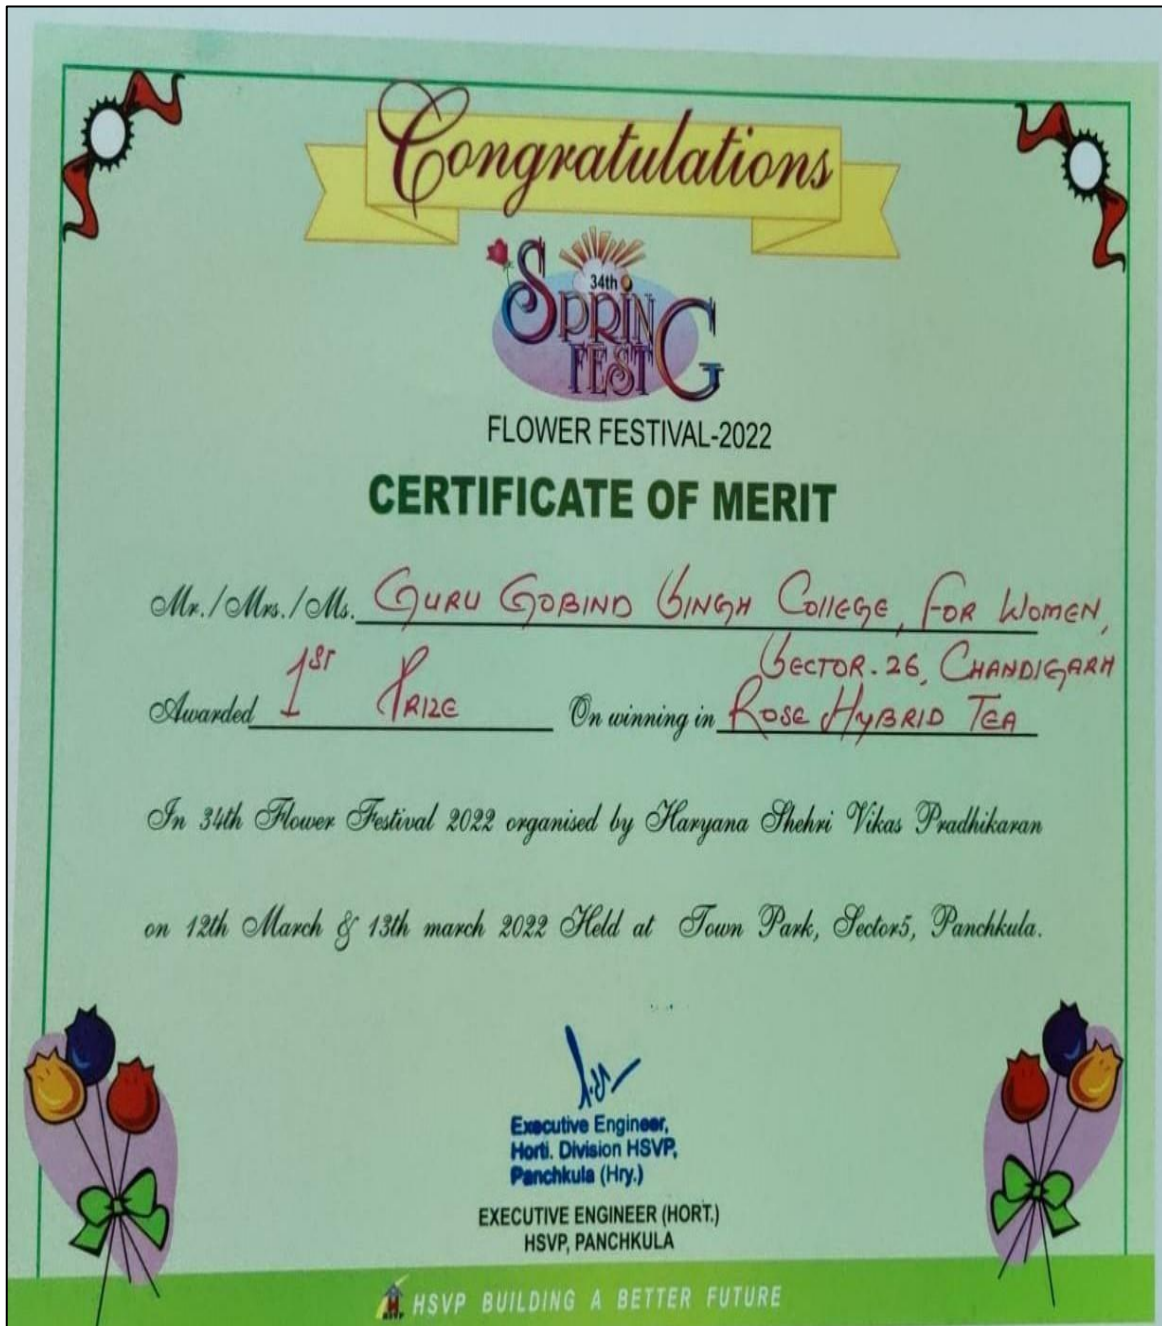 Congratulations
34th
SPRING
FEST
FLOWER FESTIVAL-2022
CERTIFICATE OF MERIT
Mr./Mrs./Ms. GURU GOBIND SINGH COllEGE, FOR WOMEN,
SECTOR.26, CHANDIGARH
Awarded 1ST PRIZE On winning in ROSE HYBRID TEA
In 34th Flower Festival 2022 organised by Haryana Shehri Vikas Pradhikaran
on 12th March & 13th march 2022 Held at Town Park, Sector5, Panchkula.
Executive Engineer,
Horti. Division HSVP,
Panchkula (Hry.)
EXECUTIVE ENGINEER (HORT.)
HSVP, PANCHKULA
HSVP HSVP BUILDING A BETTER FUTURE